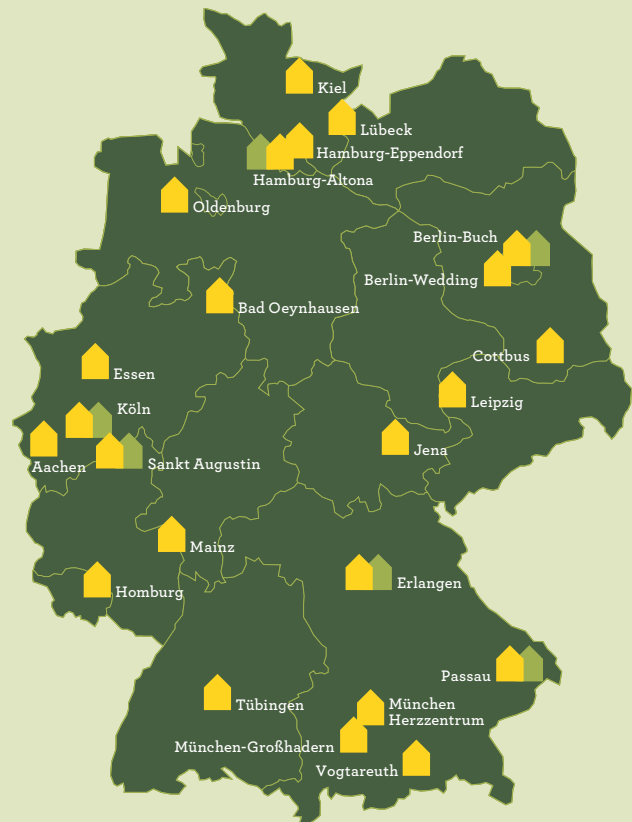 Kiel
Lübeck
Hamburg-Eppendorf
Hamburg-Altona
Oldenburg
Berlin-Buch
Berlin-Wedding
Bad Oeynhausen
Cottbus
Essen
Leipzig
Köln
Jena
Aachen
Sankt Augustin
Mainz
Erlangen
Homburg
Passau
Tübingen
München
Herzzentrum
München-Großhadern
Vogtareuth